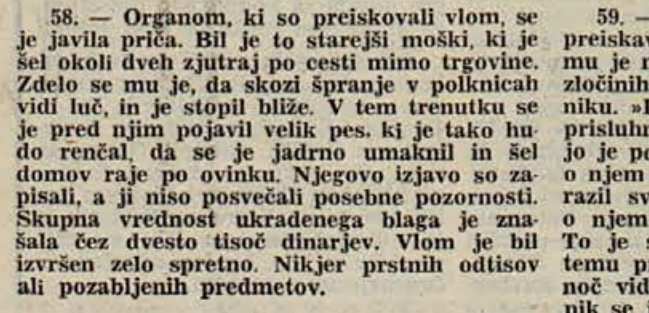 58. — Organom, ki so preiskovali vlom, se
je javila priča. Bil je to starejši moški, ki je
šel okoli dveh zjutraj po cesti mimo trgovine.
Zdelo se mu je, da skozi špranje v polknicah
vidi luč, in je stopil bliže. V tem trenutku se
je pred njim pojavil velik pes. ki je tako hu-
do renčal, da se je jadrno umaknil in šel
domov raje po ovinku. Njegovo izjavo so za-
pisali, a ji niso posvečali posebne pozornosti.
Skupna vrednost ukradenega blaga je zna-
šala čez dvesto tisoč dinarjev. Vlom je bil
izvršen zelo spretno. Nikjer prstnih odtisov
ali pozabljenih predmetov.
59. —
preiskav
mu je
zločinih
niku.
prisluhn
jo je
o njem
razil
o njem
To je
temu
noč vid
nik se